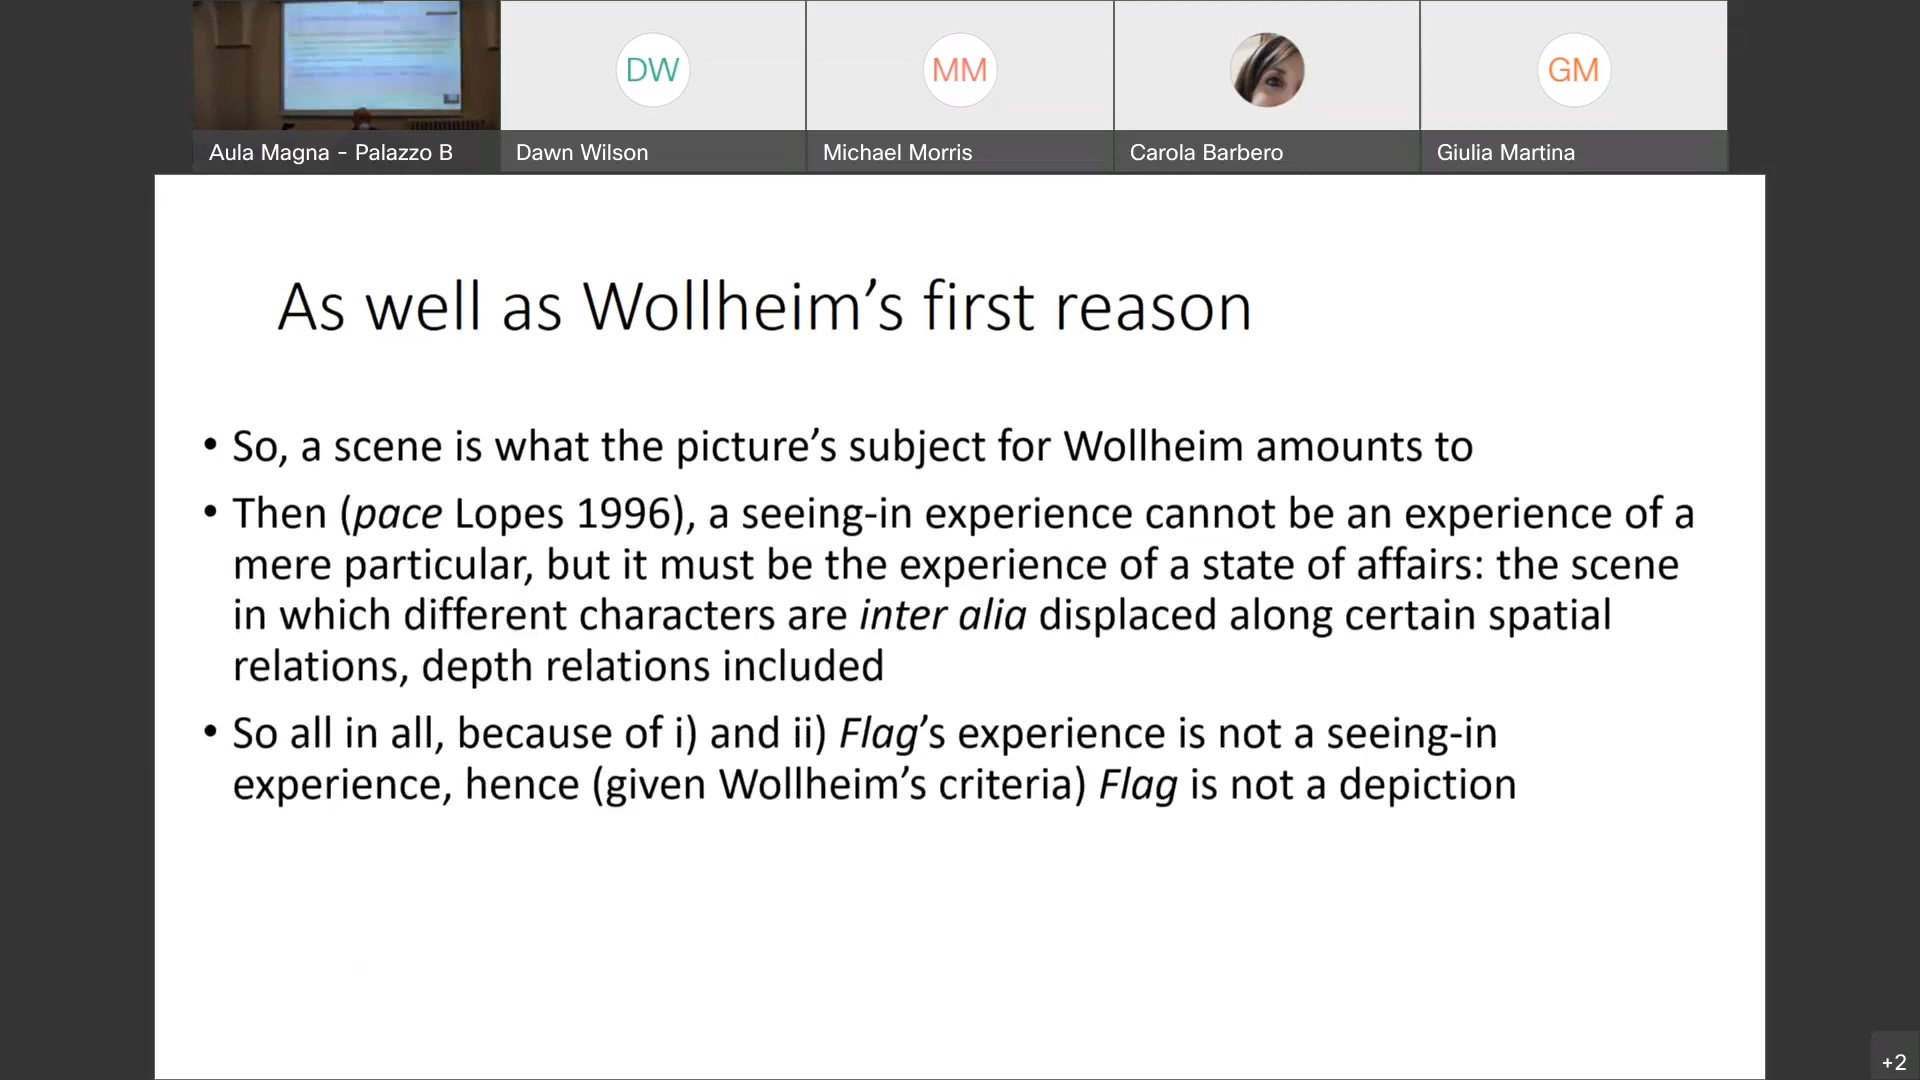 DW
MM
GM
Aula Magna - Palazzo B
Dawn Wilson
Michael Morris
Carola Barbero
Giulia Martina
As well as Wollheim’s first reason
• So, a scene is what the picture’s subject for Wollheim amounts to
• Then (pace Lopes 1996), a seeing-in experience cannot be an experience of a
mere particular, but it must be the experience of a state of affairs: the scene
in which different characters are inter alia displaced along certain spatial
relations, depth relations included
• So all in all, because of i) and ii) Flag’s experience is not a seeing-in
experience, hence (given Wollheim’s criteria) Flag is not a depiction
+2